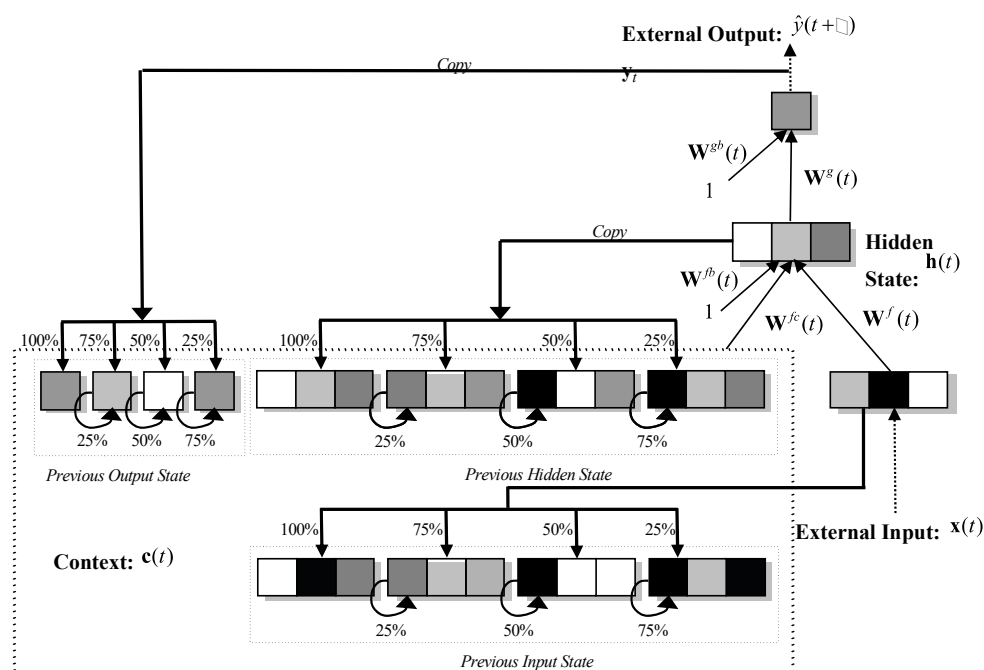 External Output: ŷ(t+□)
Copy
y_t
W^{gb}(t)
W^g(t)
1
Copy
Hidden
State: h(t)
W^{fb}(t)
1
W^{fc}(t)
W^f(t)
100% 75% 50% 25%
100% 75% 50% 25%
25% 50% 75%
25% 50% 75%
Previous Output State
Previous Hidden State
100% 75% 50% 25%
External Input: x(t)
Context: c(t)
25% 50% 75%
Previous Input State